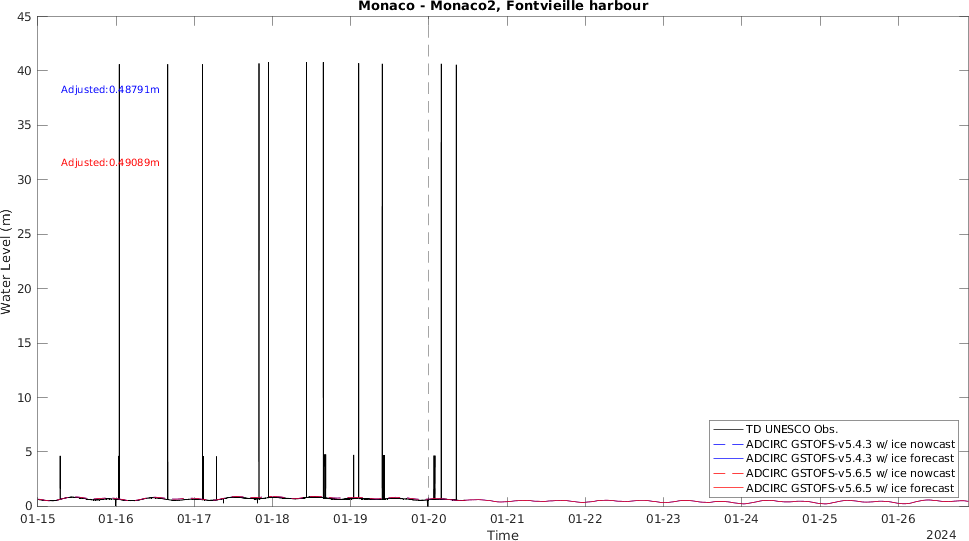 Monaco - Monaco2, Fontvieille harbour
45
40
35
30
25
20
15
10
5
0
Water Level (m)
Adjusted:0.48791m
Adjusted:0.49089m
TD UNESCO Obs.
ADCIRC GSTOFS-v5.4.3 w/ ice nowcast
ADCIRC GSTOFS-v5.4.3 w/ ice forecast
ADCIRC GSTOFS-v5.6.5 w/ ice nowcast
ADCIRC GSTOFS-v5.6.5 w/ ice forecast
01-15 01-16 01-17 01-18 01-19 01-20 01-21 01-22 01-23 01-24 01-25 01-26
Time
2024